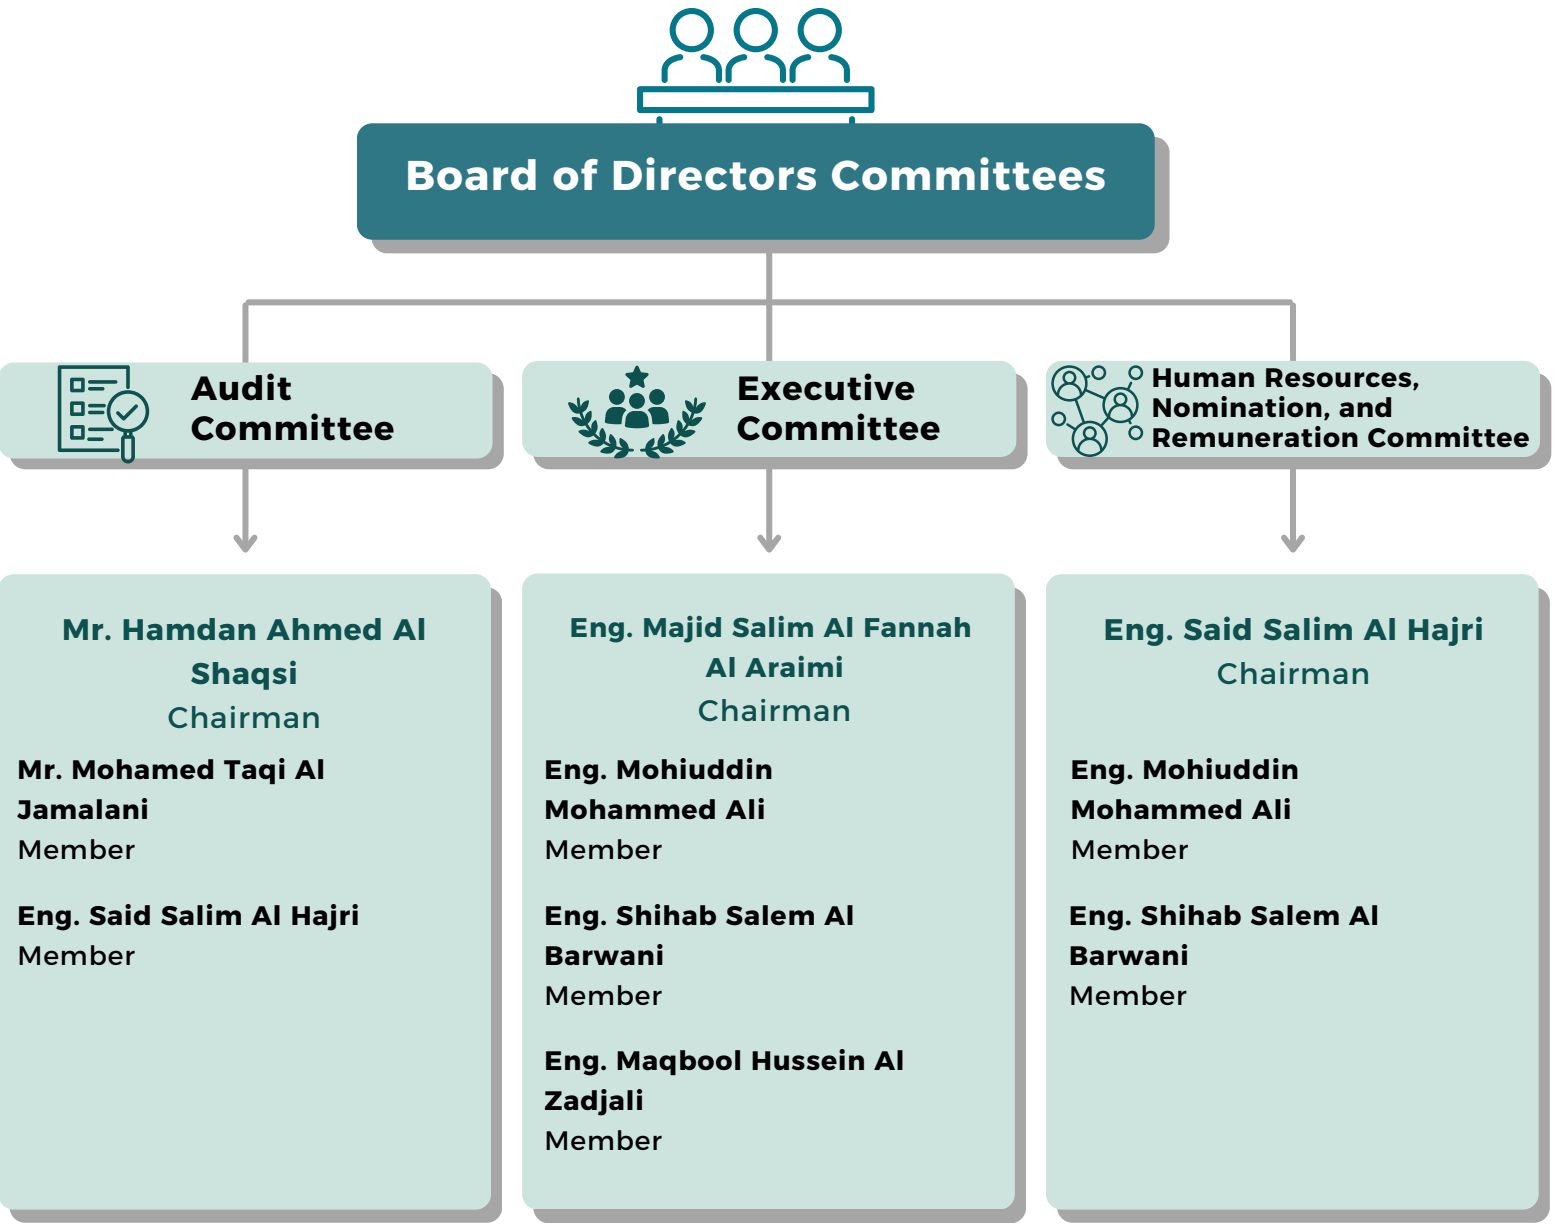 Board of Directors Committees
Audit
Committee
Mr. Hamdan Ahmed Al
Shaqsi
Chairman
Mr. Mohamed Taqi Al
Jamalani
Member
Eng. Said Salim Al Hajri
Member
Executive
Committee
Eng. Majid Salim Al Fannah
Al Araimi
Chairman
Eng. Mohiuddin
Mohammed Ali
Member
Eng. Shihab Salem Al
Barwani
Member
Eng. Maqbool Hussein Al
Zadjali
Member
Human Resources,
Nomination, and
Remuneration Committee
Eng. Said Salim Al Hajri
Chairman
Eng. Mohiuddin
Mohammed Ali
Member
Eng. Shihab Salem Al
Barwani
Member